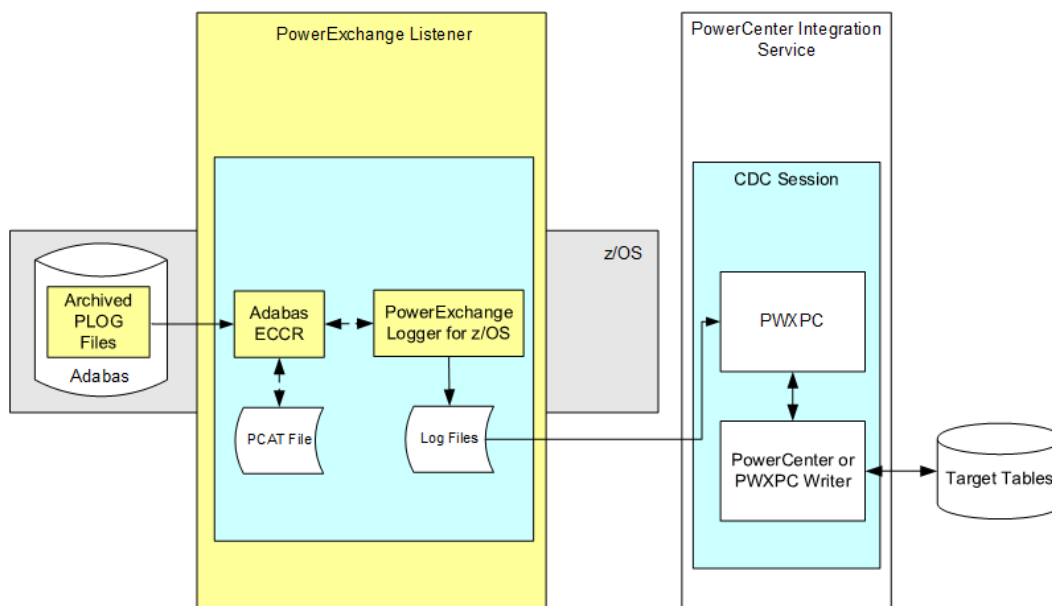 PowerExchange Listener
PowerCenter Integration
Service
CDC Session
z/OS
Archived
PLOG
Files
Adabas
Adabas
ECCR
PowerExchange
Logger for z/OS
PWXPC
PCAT File
Log Files
PowerCenter or
PWXPC Writer
Target Tables